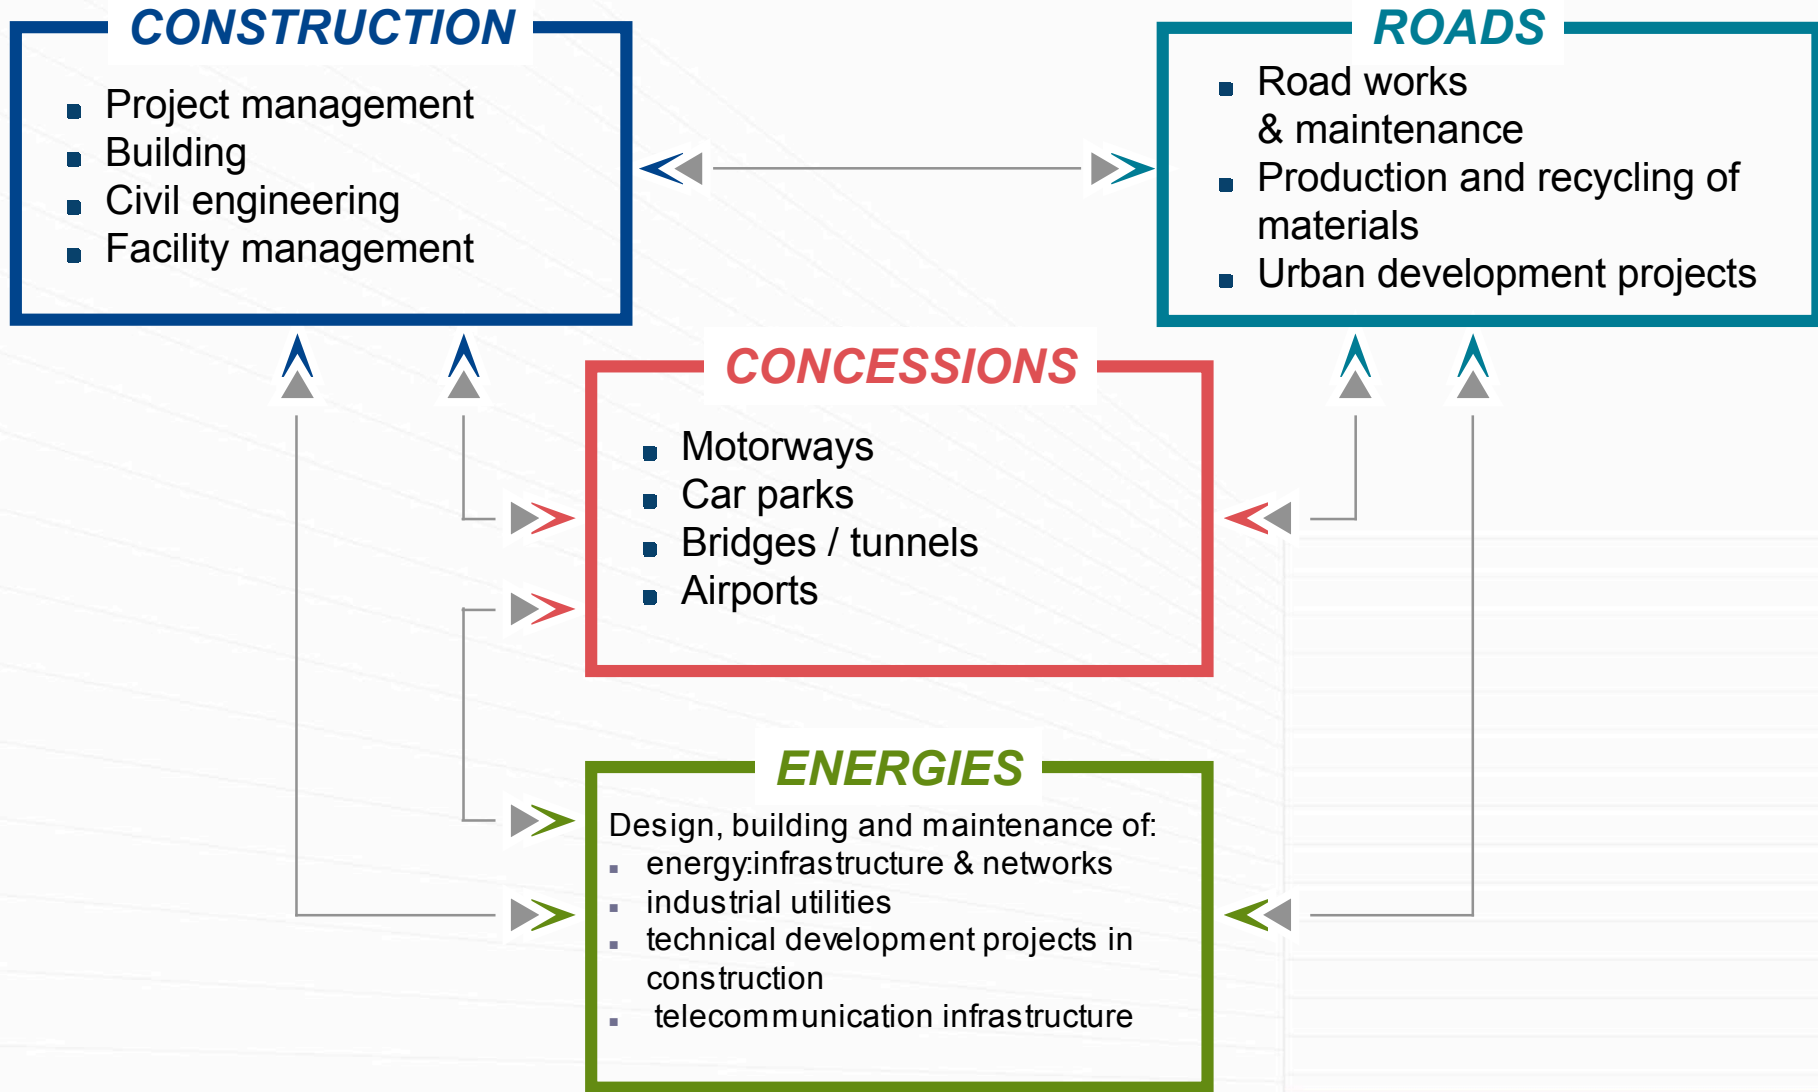 CONSTRUCTION
Project management
Building
Civil engineering
Facility management
ROADS
Road works
& maintenance
Production and recycling of
materials
Urban development projects
CONCESSIONS
Motorways
Car parks
Bridges / tunnels
Airports
ENERGIES
Design, building and maintenance of:
energy:infrastructure & networks
industrial utilities
technical development projects in
construction
telecommunication infrastructure